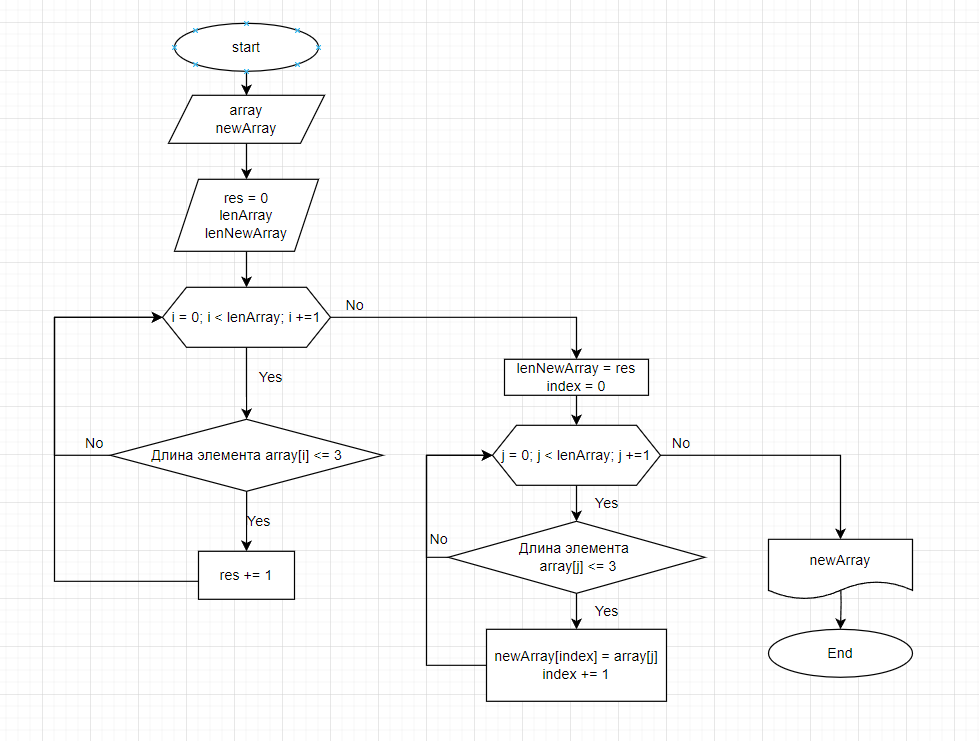 start
array
newArray
res = 0
lenArray
lenNewArray
i = 0; i < lenArray; i +=1
No
Yes
Длина элемента array[i] <= 3
No
Yes
res += 1
lenNewArray = res
index = 0
j = 0; j < lenArray; j +=1
No
Yes
Длина элемента
array[j] <= 3
No
Yes
newArray[index] = array[j]
index += 1
newArray
End